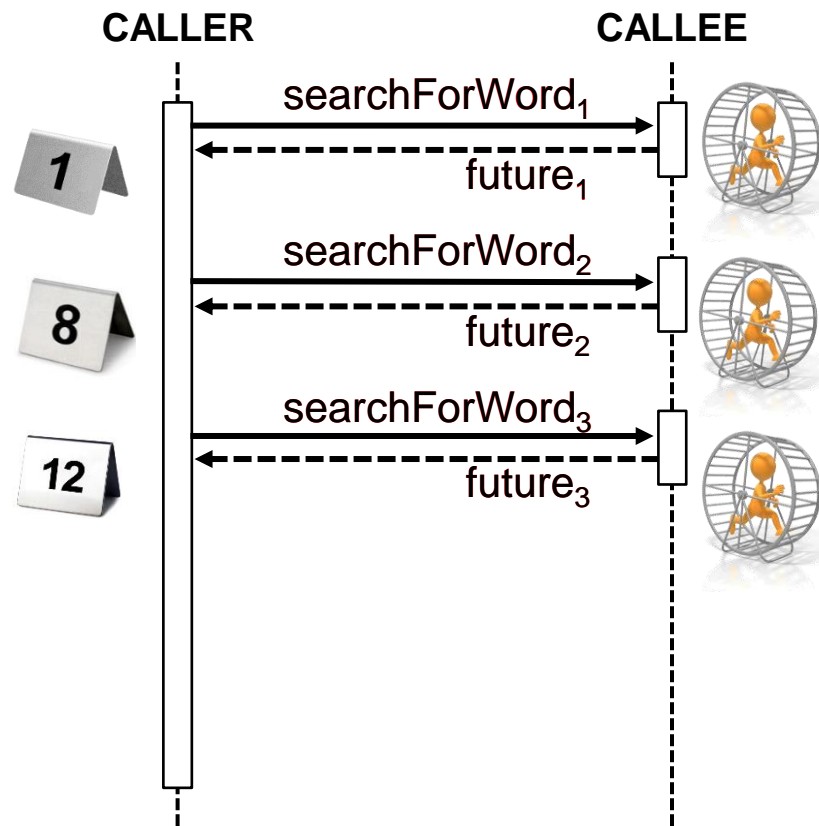 CALLER CALLEE
searchForWord₁
1
future₁
searchForWord₂
8
future₂
searchForWord₃
12
future₃